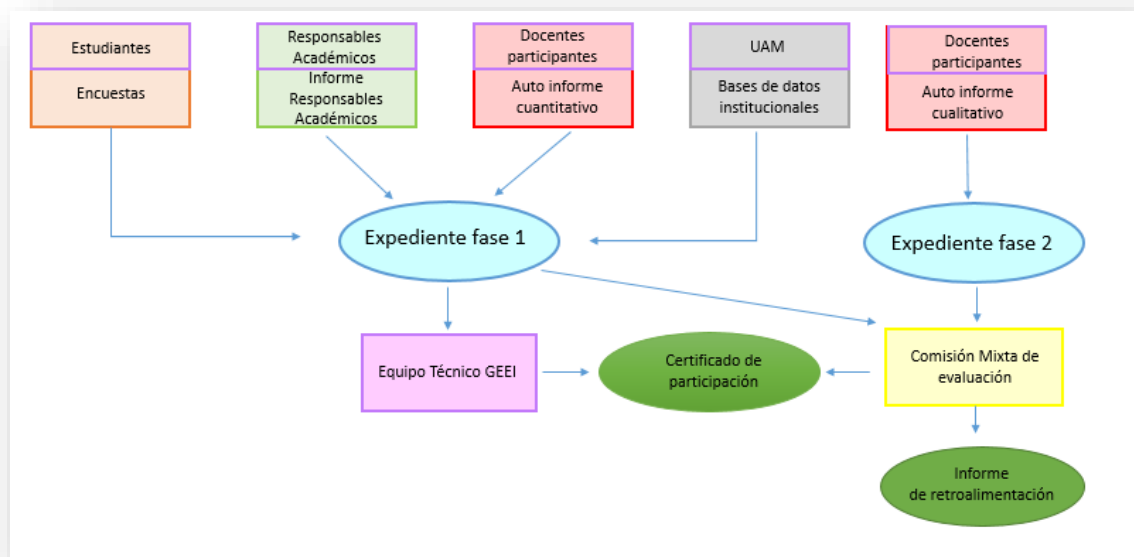 Estudiantes
Encuestas
Responsables
Académicos
Informe
Responsables
Académicos
Docentes
participantes
Auto informe
cuantitativo
UAM
Bases de datos
institucionales
Docentes
participantes
Auto informe
cualitativo
Expediente fase 1
Expediente fase 2
Equipo Técnico GEEI
Certificado de
participación
Comisión Mixta de
evaluación
Informe
de retroalimentación